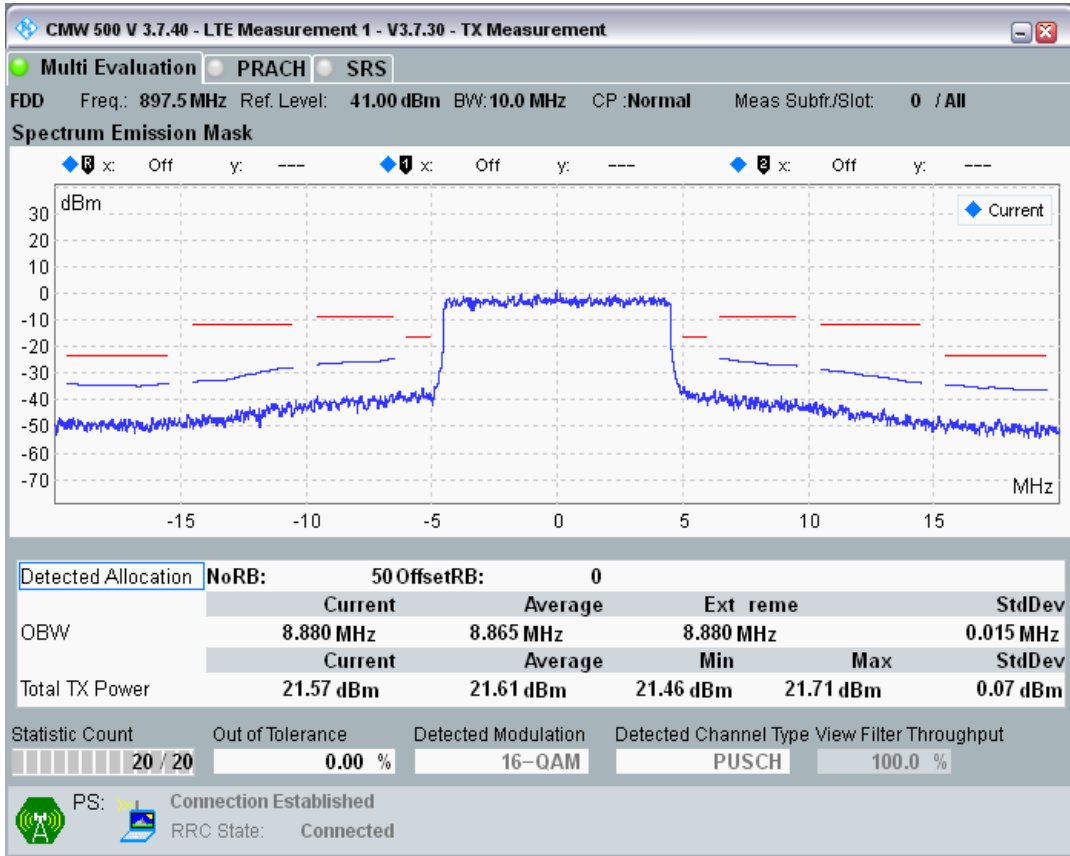 CMW 500 V 3.7.40 - LTE Measurement 1 - V3.7.30 - TX Measurement
Multi Evaluation PRACH SRS
FDD Freq.: 897.5 MHz Ref. Level: 41.00 dBm BW: 10.0 MHz CP :Normal Meas Subfr./Slot: 0 / All
Spectrum Emission Mask
R x: Off y: --- 1 x: Off y: --- 2 x: Off y: ---
dBm
Current
30
20
10
0
-10
-20
-30
-40
-50
-60
-70
MHz
-15 -10 -5 0 5 10 15
Detected Allocation NoRB: 50 OffsetRB: 0
Current Average Ext reme StdDev
OBW 8.880 MHz 8.865 MHz 8.880 MHz 0.015 MHz
Current Average Min Max StdDev
Total TX Power 21.57 dBm 21.61 dBm 21.46 dBm 21.71 dBm 0.07 dBm
Statistic Count Out of Tolerance Detected Modulation Detected Channel Type View Filter Throughput
20 / 20 0.00 % 16-QAM PUSCH 100.0 %
PS: Connection Established
RRC State: Connected